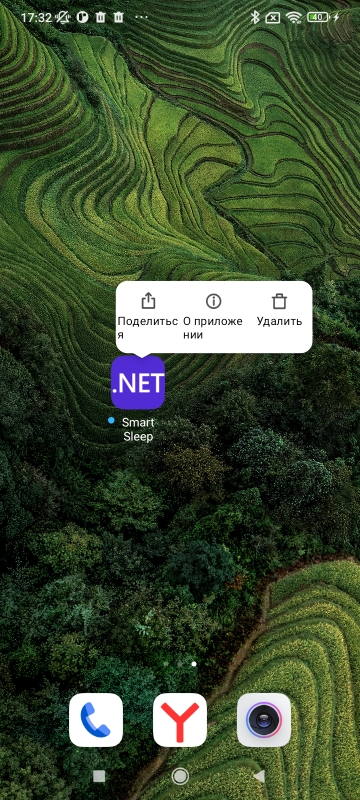 17:32
40
Поделитьс
я
О приложе
нии
Удалить
.NET
Smart
Sleep